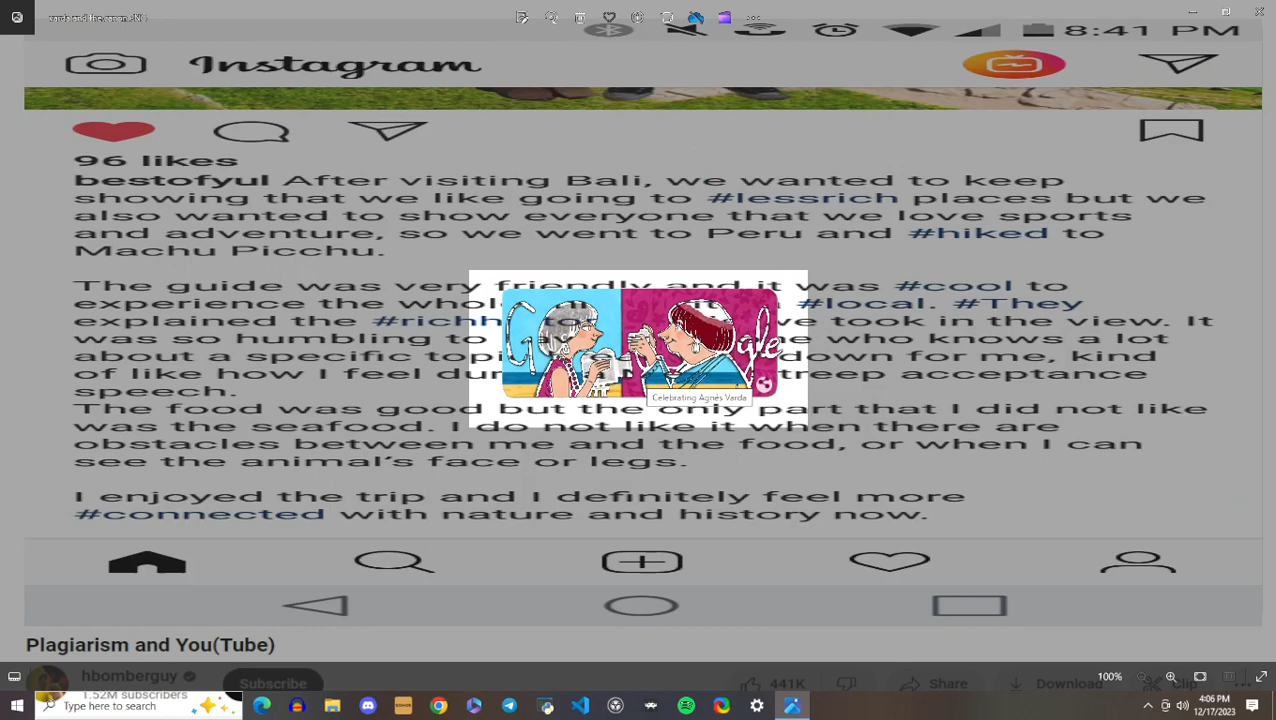 8:41 PM
Instagram
96 likes
bestofyul After visiting Bali, we wanted to keep
showing that we like going to #lessrich places but we
also wanted to show everyone that we love sports
and adventure, so we went to Peru and #hiked to
Machu Picchu.
The guide was very friendly and it was #cool to
experience the #local. #They
explained the we took in the view. It
was so humbling to who knows a lot
about a specific down for me, kind
of like how I feel acceptance
speech.
Celebrating Agnès Varda
The food was good but the only part that I did not like
was the seafood. I do not like it when there are
obstacles between me and the food, or when I can
see the animal's face or legs.
I enjoyed the trip and I definitely feel more
#connected with nature and history now.
Plagiarism and You(Tube)
100%
hbomberguy
1.52M subscribers
Subscribe
441K
Share
Download
Clip
Type here to search
4:06 PM
12/17/2023